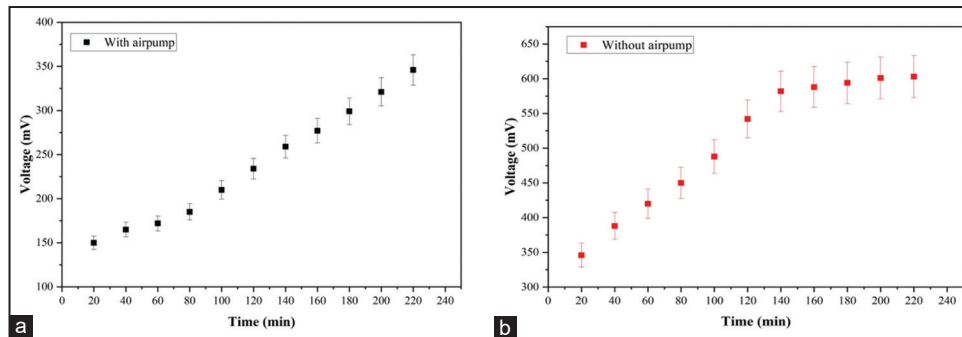 400
350
300
250
200
150
100
Voltage (mV)
With airpump
0 20 40 60 80 100 120 140 160 180 200 220 240
Time (min)
a
650
600
550
500
450
400
350
300
Voltage (mV)
Without airpump
0 20 40 60 80 100 120 140 160 180 200 220 240
Time (min)
b